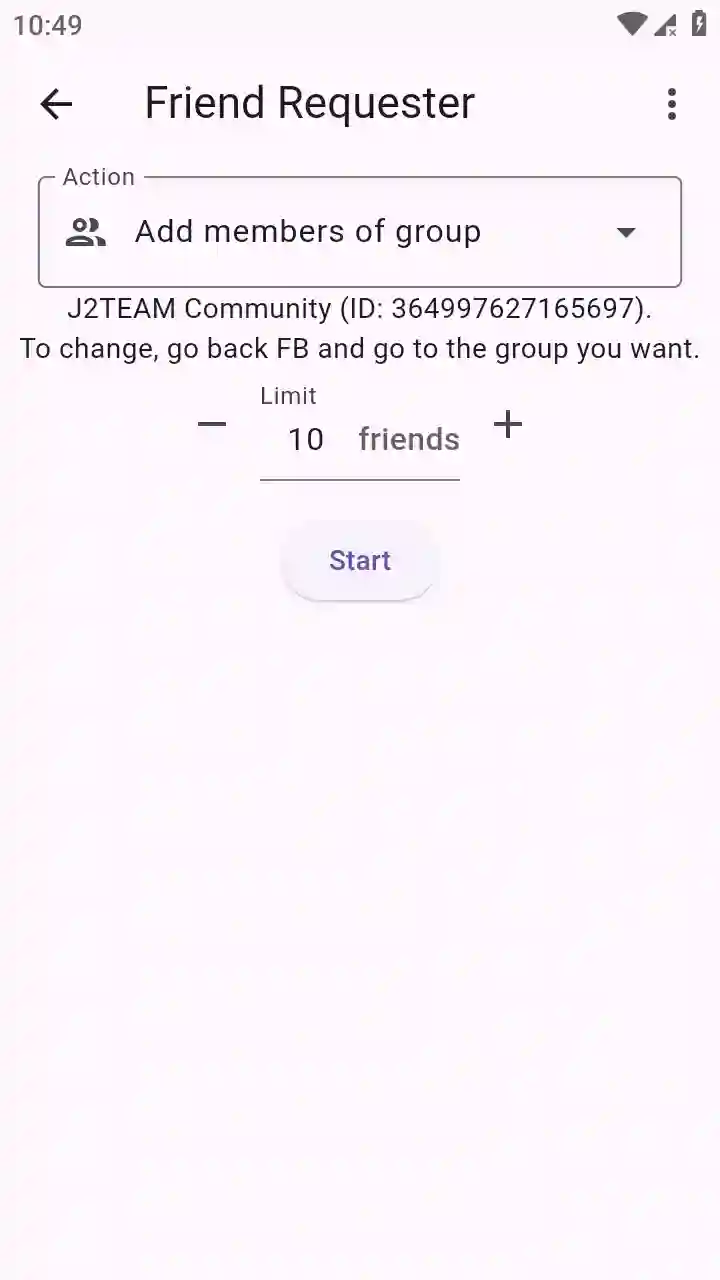 10:49
Friend Requester
Action
Add members of group
J2TEAM Community (ID: 364997627165697).
To change, go back FB and go to the group you want.
Limit
10 friends
Start